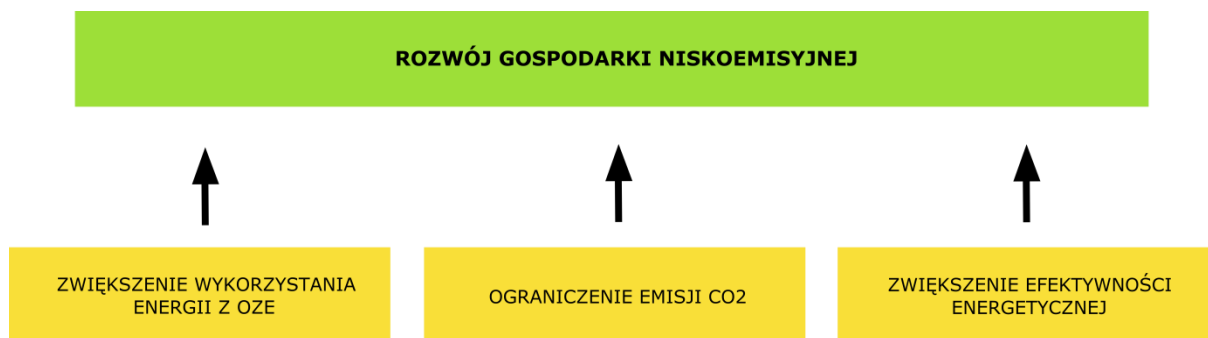 ROZWÓJ GOSPODARKI NISKOEMISYJNEJ
ZWIĘKSZENIE WYKORZYSTANIA
ENERGII Z OZE
OGRANICZENIE EMISJI CO2
ZWIĘKSZENIE EFEKTYWNOŚCI
ENERGETYCZNEJ